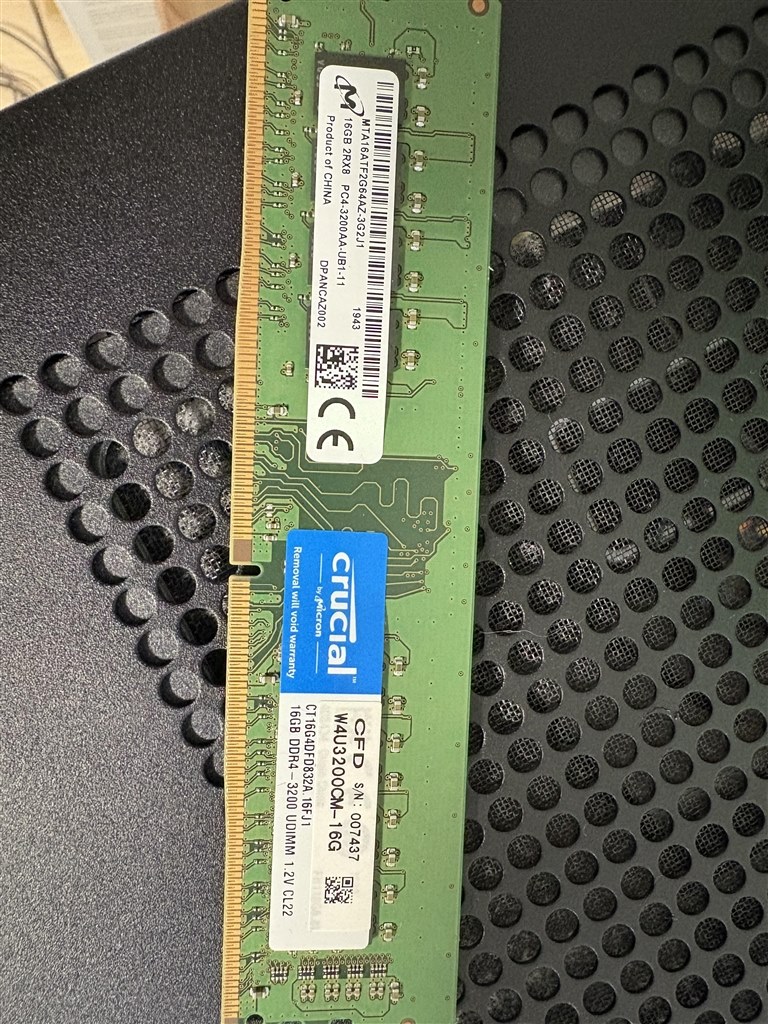 MTA16ATF2G64AZ-3G2J1
16GB 2RX8 PC4-3200AA-UB1-11
Product of CHINA
DPANCAZ002
1943
CE
crucial™
by Micron
Removal will void warranty
CFD S/N: 007437
W4U3200CM-16G
CT16G4DFD832A.16FJ1
16GB DDR4-3200 UDIMM 1.2V CL22